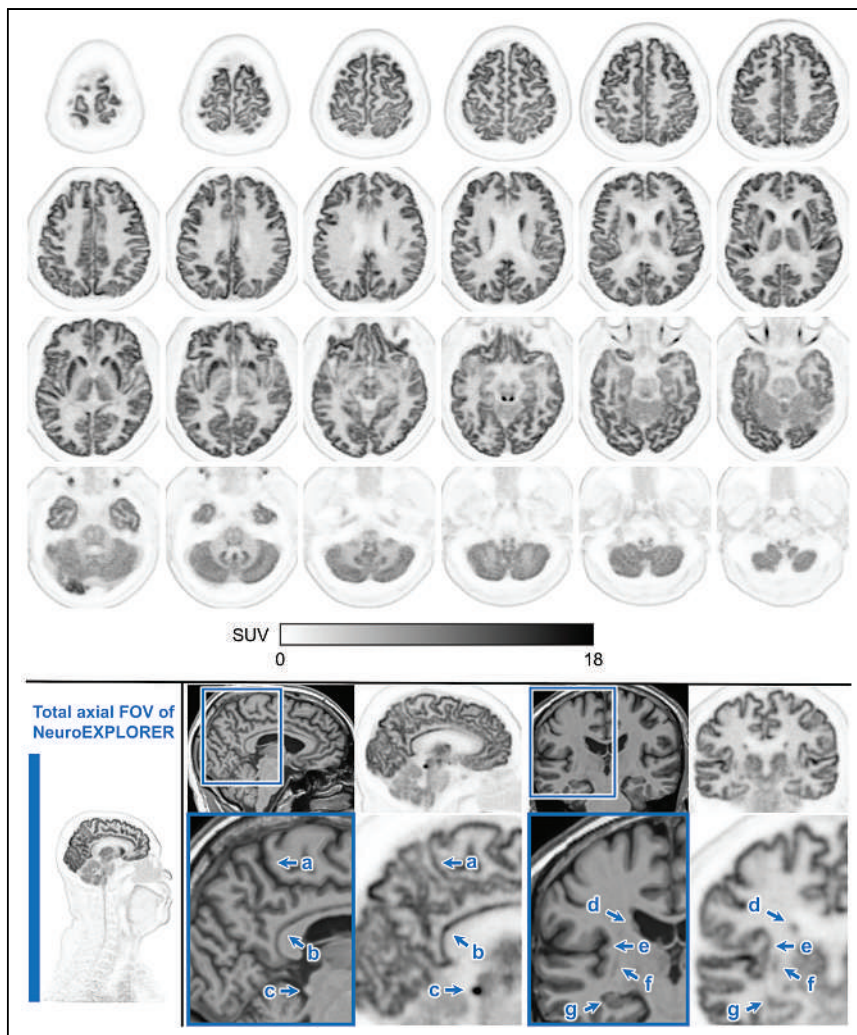 SUV
0
18
Total axial FOV of
NeuroEXPLORER
a
a
b
b
c
c
d
d
e
e
f
f
g
g